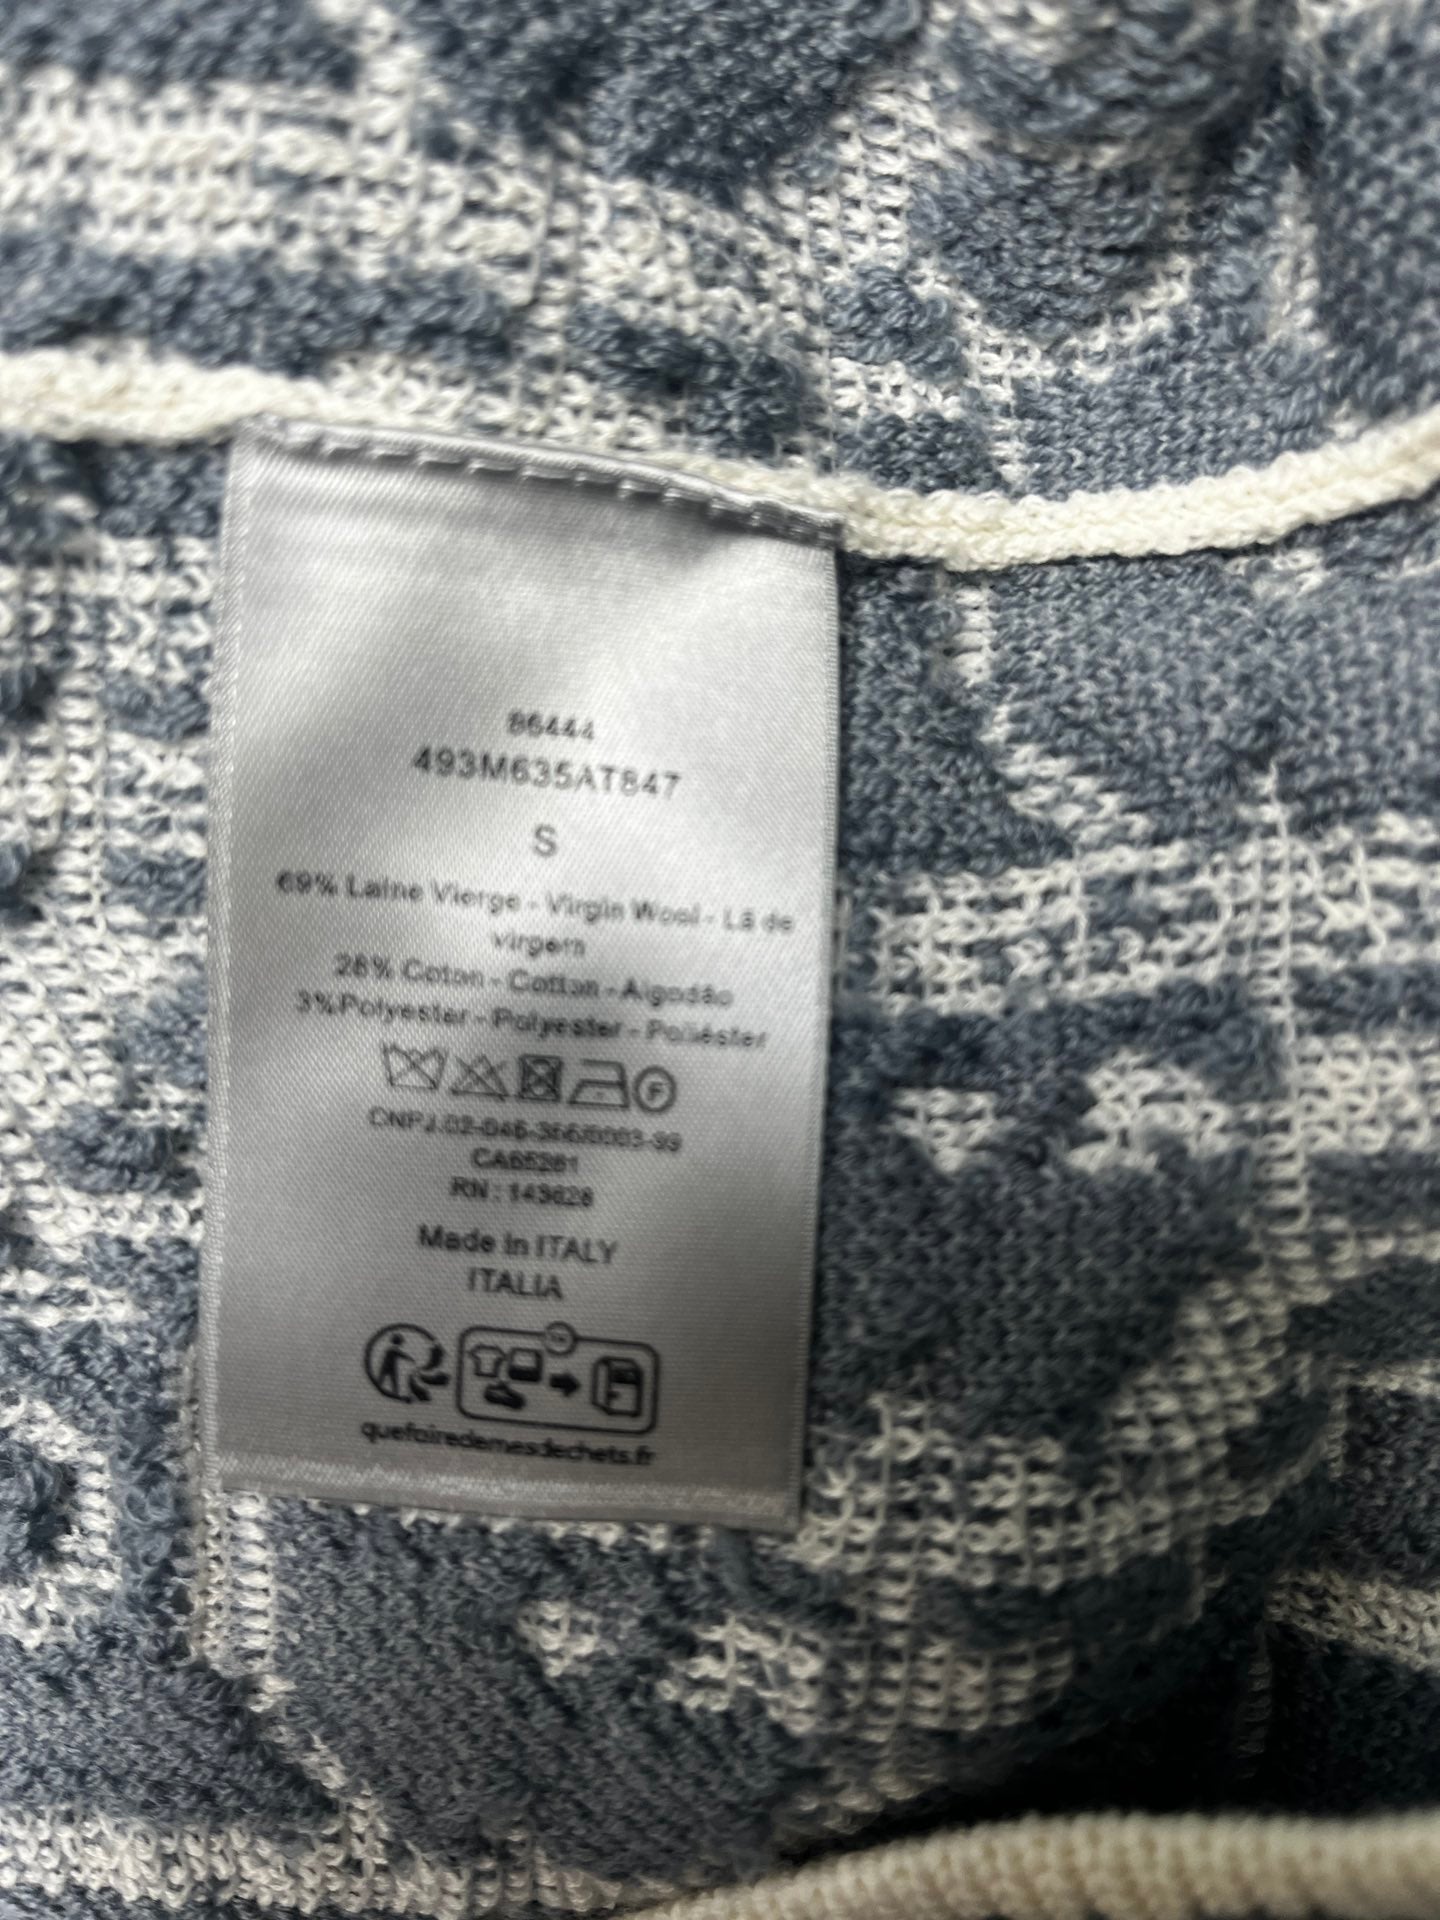 86444
493M635AT847
S
69% Laine Vierge - Virgin Wool - Lã de
virgem
28% Coton - Cotton - Algodão
3%Polyester - Polyester - Poliéster
F
CNPJ.02-046-366/0003-99
CA65261
RN : 143628
Made in ITALY
ITALIA
quefairedemesdechets.fr